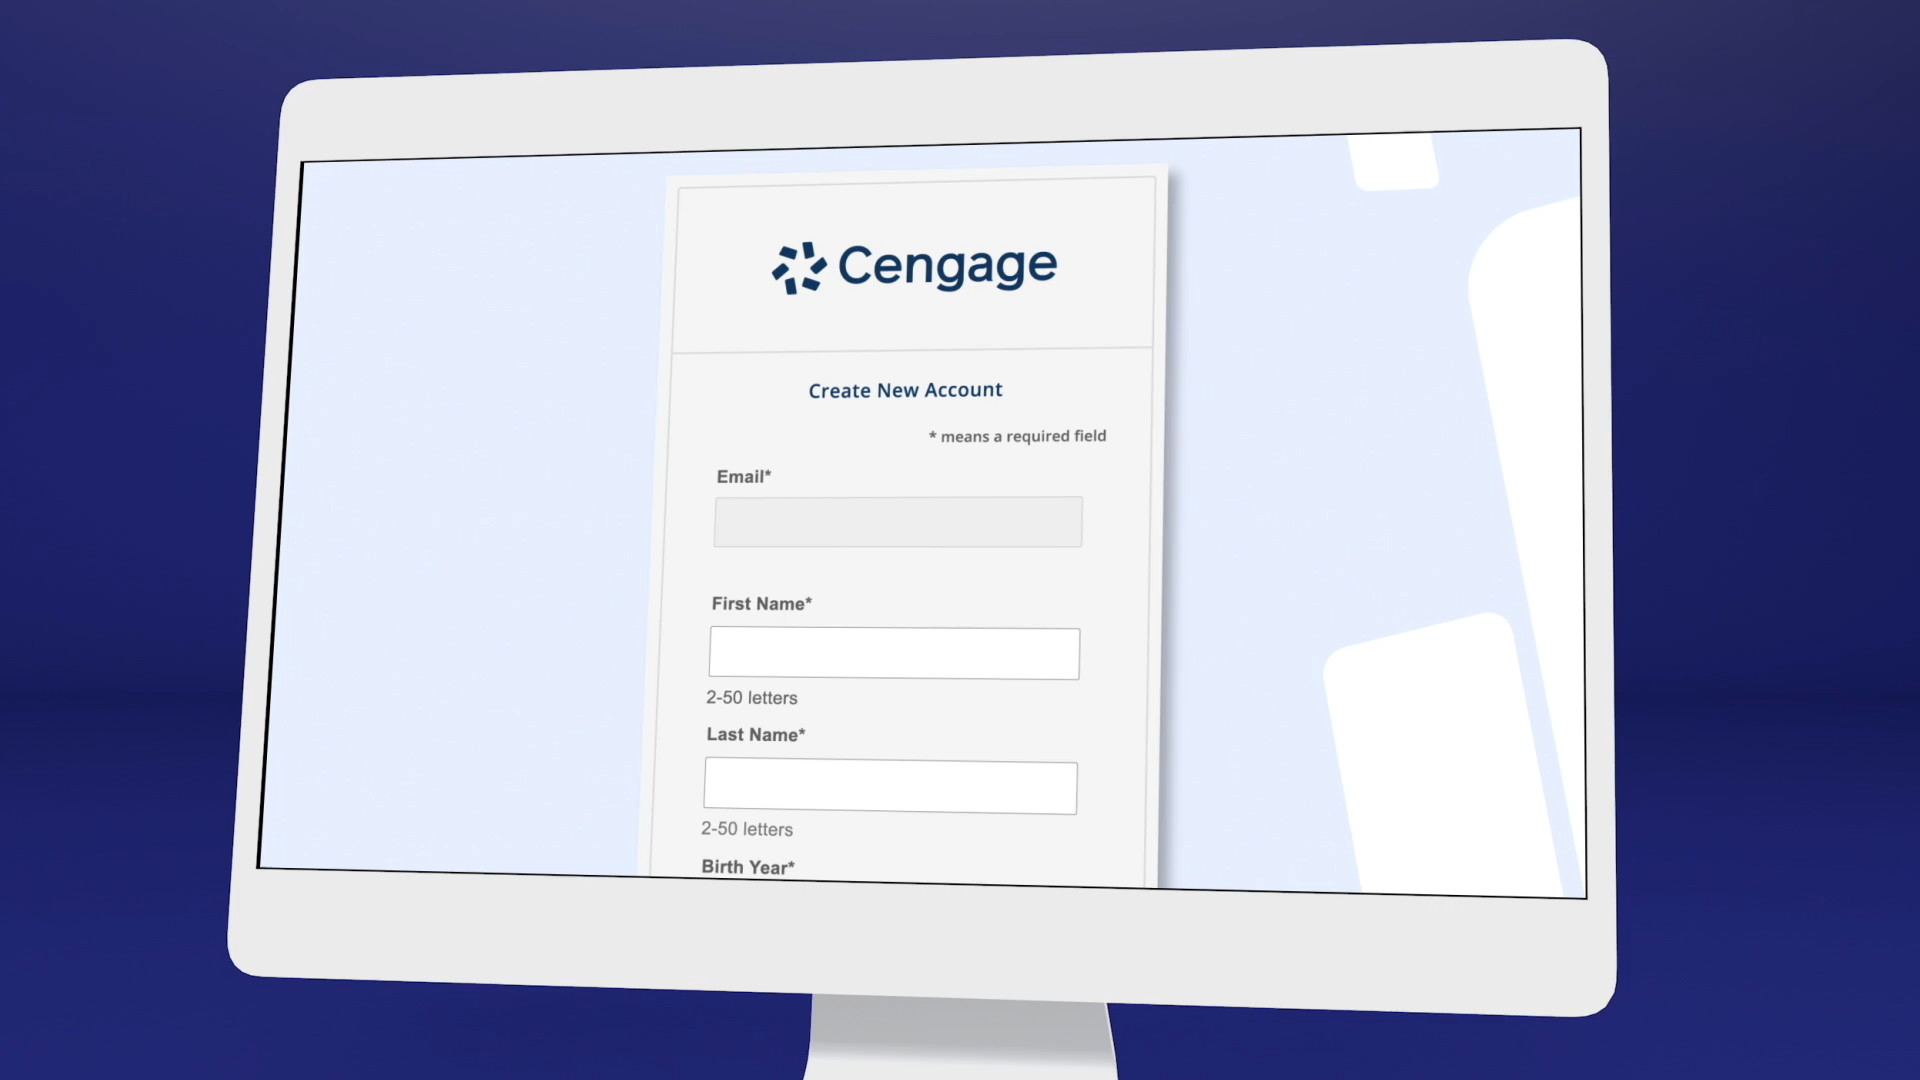 Cengage
Create New Account
* means a required field
Email*
First Name*
2-50 letters
Last Name*
2-50 letters
Birth Year*